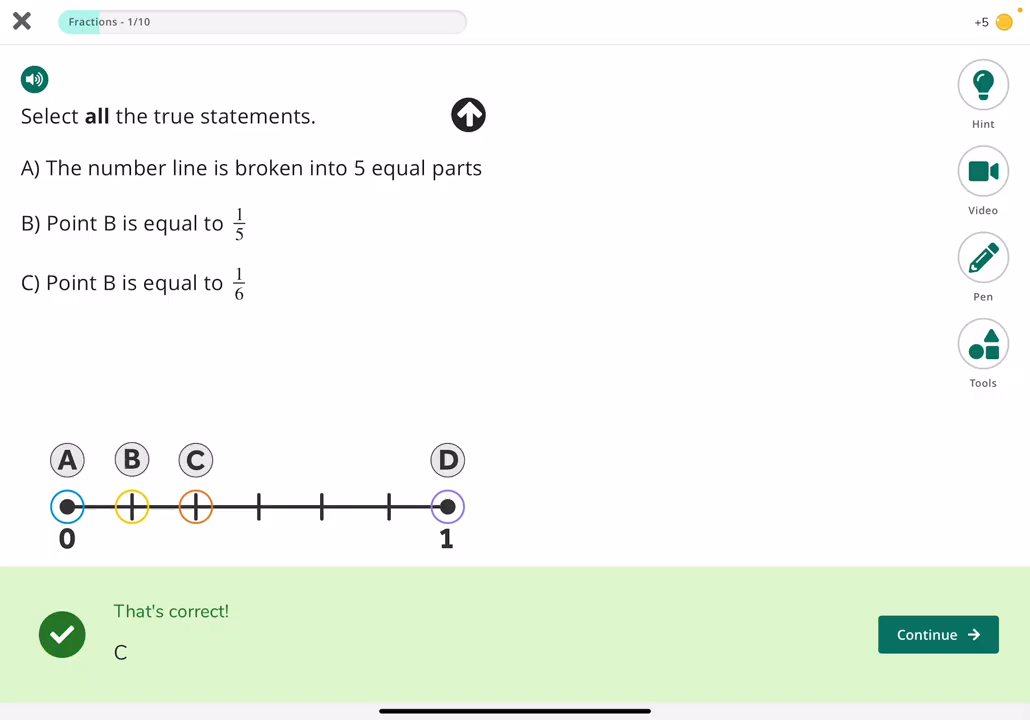 Fractions - 1/10
+5
Hint
Video
Pen
Tools
Select all the true statements.
A) The number line is broken into 5 equal parts
B) Point B is equal to 1/5
C) Point B is equal to 1/6
A B C D
0 1
That's correct!
C
Continue